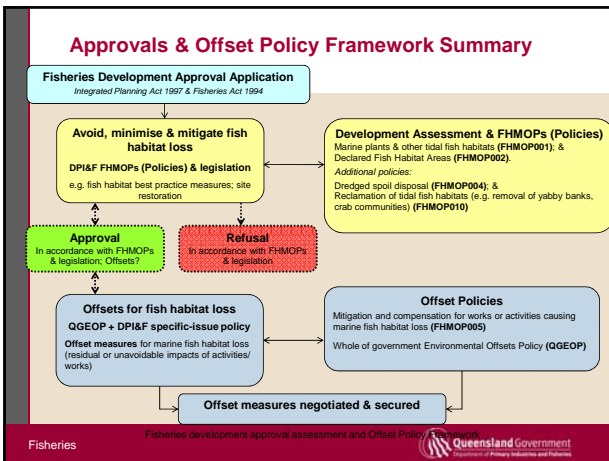 Approvals & Offset Policy Framework Summary
Fisheries Development Approval Application
Integrated Planning Act 1997 & Fisheries Act 1994
Avoid, minimise & mitigate fish
habitat loss
DPI&F FHMOPs (Policies) & legislation
e.g. fish habitat best practice measures; site
restoration
Development Assessment & FHMOPs (Policies)
Marine plants & other tidal fish habitats (FHMOP001); &
Declared Fish Habitat Areas (FHMOP002).
Additional policies:
Dredged spoil disposal (FHMOP004); &
Reclamation of tidal fish habitats (e.g. removal of yabby banks,
crab communities) (FHMOP010)
Approval
In accordance with FHMOPs
& legislation; Offsets?
Refusal
In accordance with FHMOPs
& legislation
Offsets for fish habitat loss
QGEOP + DPI&F specific-issue policy
Offset measures for marine fish habitat loss
(residual or unavoidable impacts of activities/
works)
Offset Policies
Mitigation and compensation for works or activities causing
marine fish habitat loss (FHMOP005)
Whole of government Environmental Offsets Policy (QGEOP)
Offset measures negotiated & secured
Fisheries development approval assessment and Offset Policy Framework
Fisheries
Queensland Government
Department of Primary Industries and Fisheries